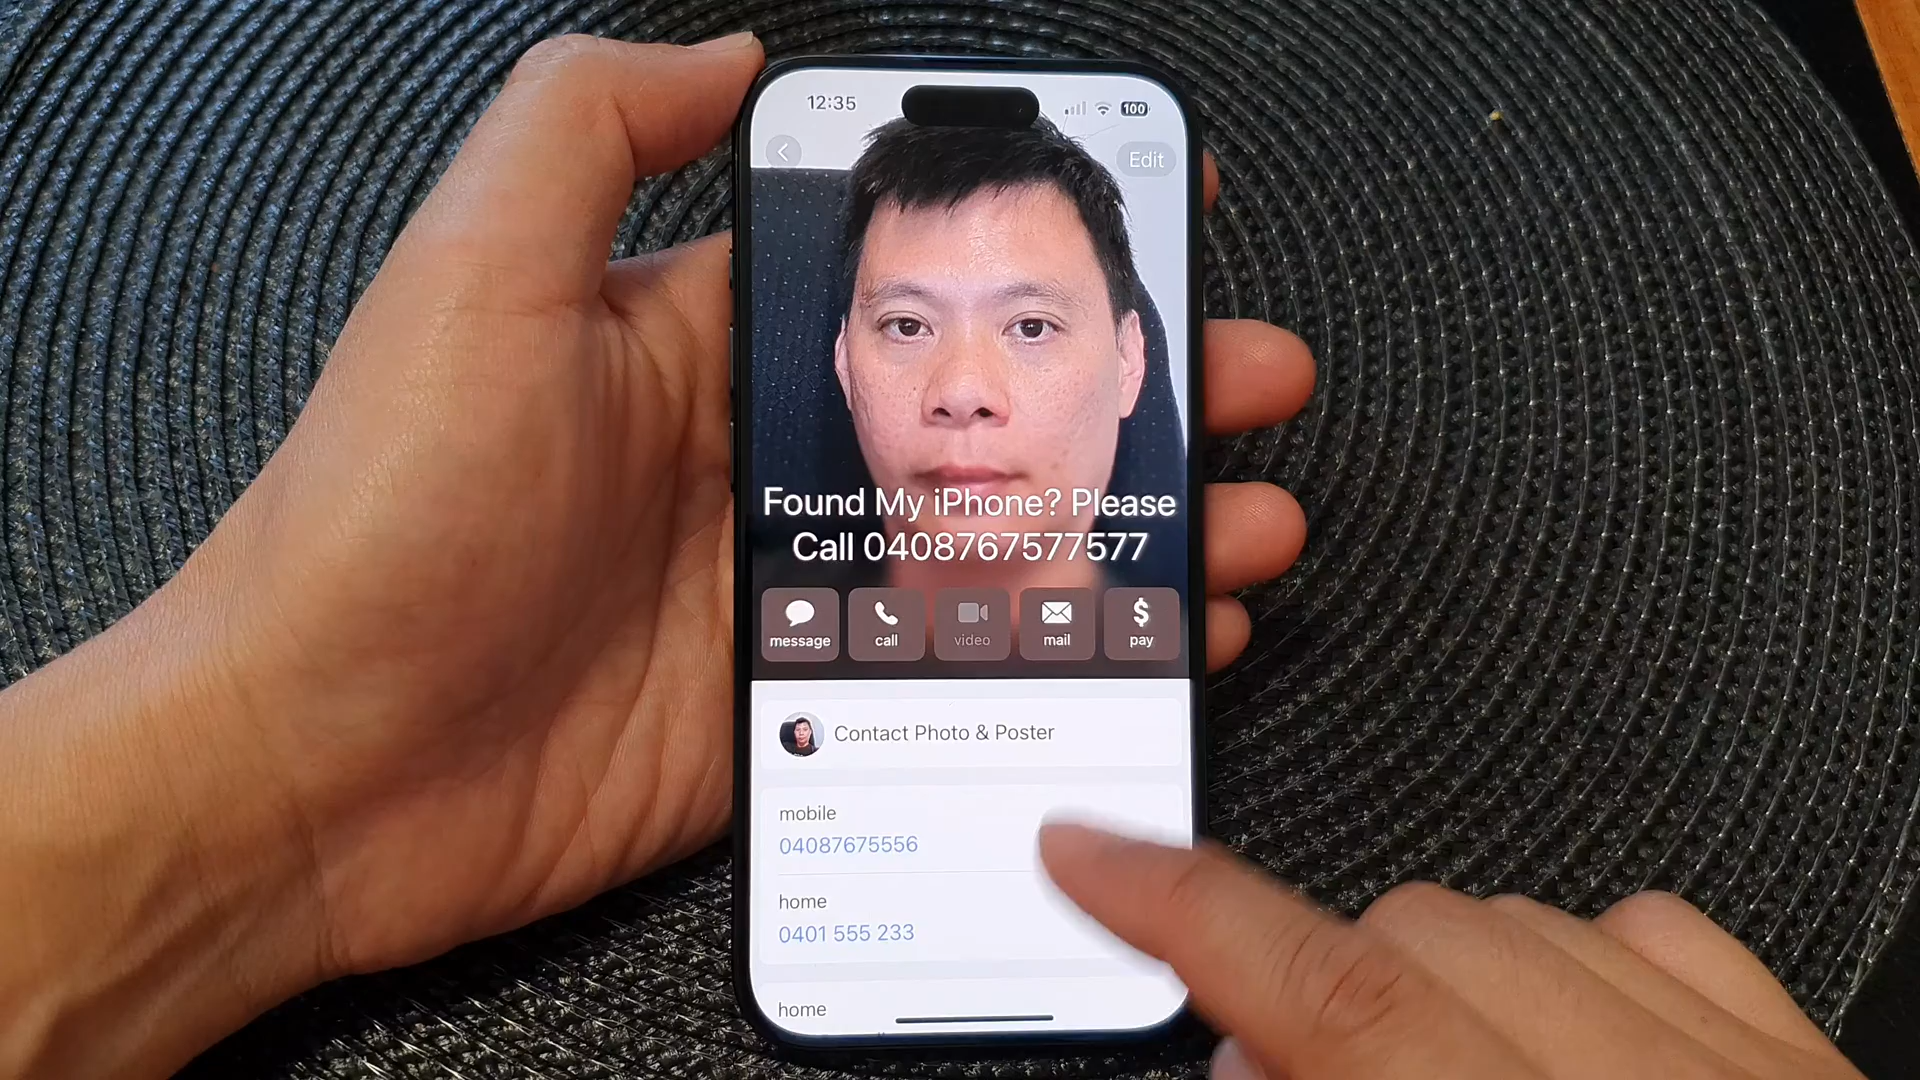 12:35
100
Edit
Found My iPhone? Please
Call 0408767577577
message
call
video
mail
$
pay
Contact Photo & Poster
mobile
04087675556
home
0401 555 233
home